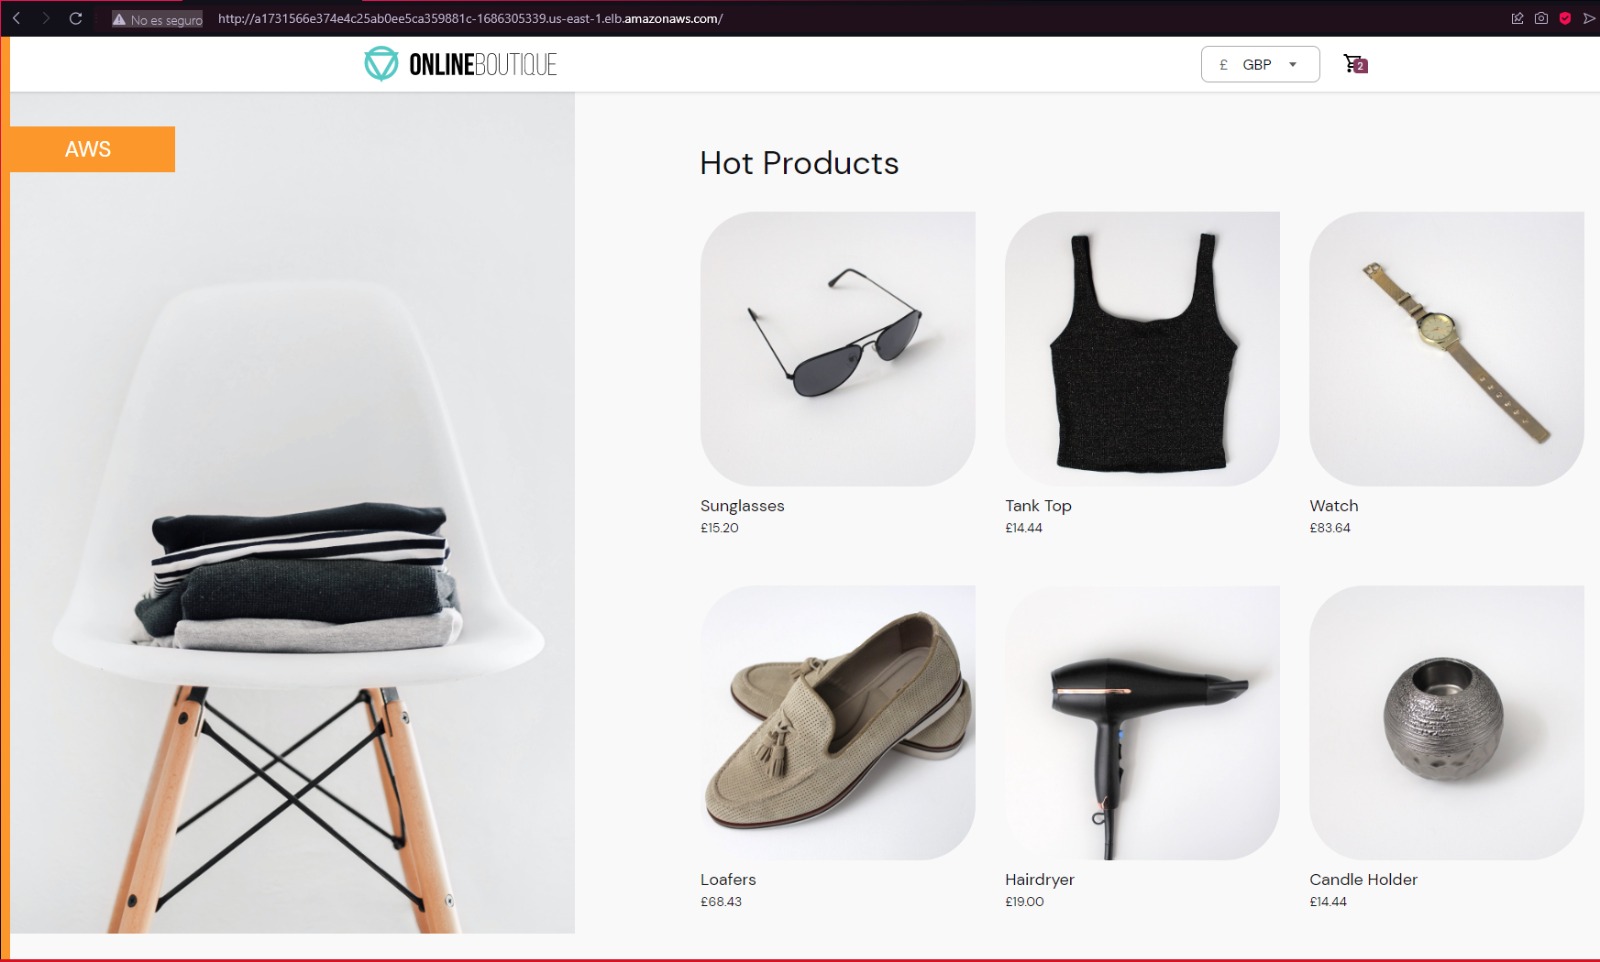 No es seguro http://a1731566e374e4c25ab0ee5ca359881c-1686305339.us-east-1.elb.amazonaws.com/
ONLINEBOUTIQUE £ GBP 2
AWS
Hot Products
Sunglasses Tank Top Watch
£15.20 £14.44 £83.64
Loafers Hairdryer Candle Holder
£68.43 £19.00 £14.44